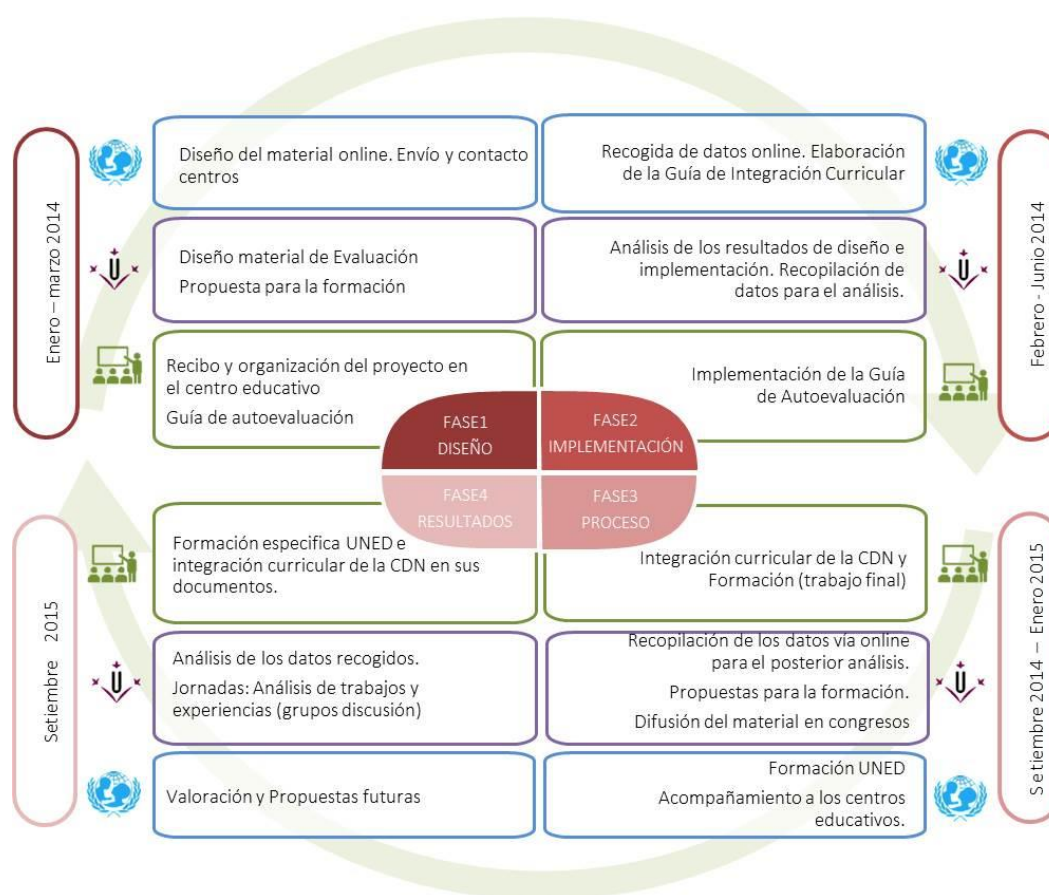 Enero – marzo 2014
Diseño del material online. Envío y contacto
centros
Diseño material de Evaluación
Propuesta para la formación
Recibo y organización del proyecto en
el centro educativo
Guía de autoevaluación
Recogida de datos online. Elaboración
de la Guía de Integración Curricular
Análisis de los resultados de diseño e
implementación. Recopilación de
datos para el análisis.
Implementación de la Guía
de Autoevaluación
Febrero - Junio 2014
FASE1
DISEÑO
FASE2
IMPLEMENTACIÓN
FASE4
RESULTADOS
FASE3
PROCESO
Setiembre 2015
Formación especifica UNED e
integración curricular de la CDN en sus
documentos.
Análisis de los datos recogidos.
Jornadas: Análisis de trabajos y
experiencias (grupos discusión)
Valoración y Propuestas futuras
Integración curricular de la CDN y
Formación (trabajo final)
Recopilación de los datos vía online
para el posterior análisis.
Propuestas para la formación.
Difusión del material en congresos
Formación UNED
Acompañamiento a los centros
educativos.
Setiembre 2014 – Enero 2015
U
U
U
U